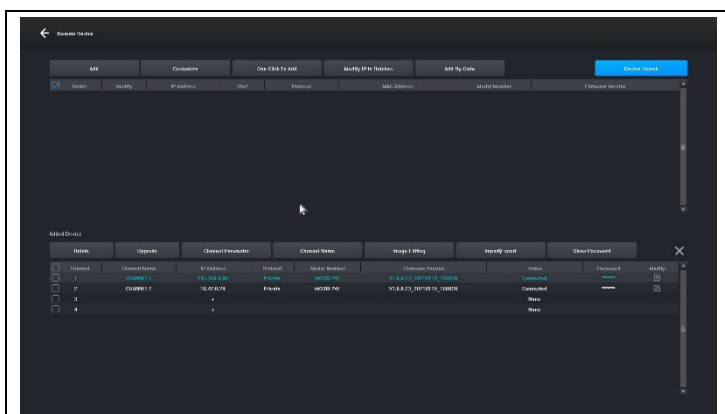 Remote Device
Add Customize One Click To Add Modify IP In Batches Add By Code Device Search
Series Modify IP Address Port Protocol MAC Address Model Number Firmware Version
Added Device
Delete Upgrade Channel Parameter Channel Name Image Editing Import/Export Show Password
Channel Channel Name IP Address Protocol Model Number Firmware Version Status Password Modify
1 CHANNEL1 Private Connected ******
2 CHANNEL2 Private Connected ******
3 None
4 None